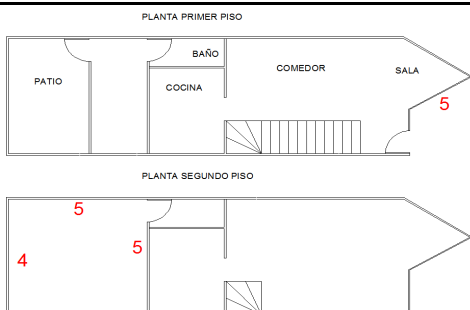 PLANTA PRIMER PISO
BAÑO
COMEDOR
SALA
PATIO
COCINA
5
PLANTA SEGUNDO PISO
5
5
4